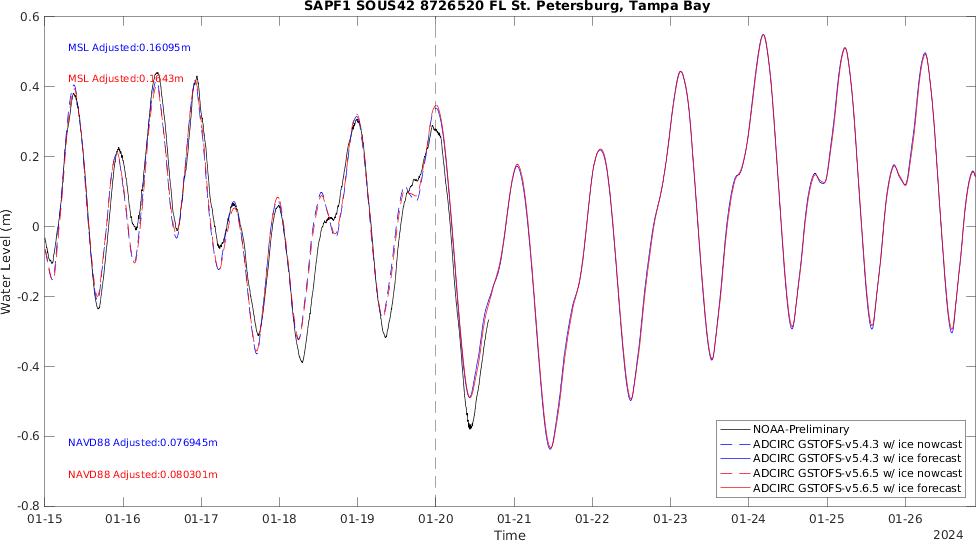 SAPF1 SOUS42 8726520 FL St. Petersburg, Tampa Bay
Water Level (m)
0.6
0.4
0.2
0
-0.2
-0.4
-0.6
-0.8
MSL Adjusted:0.16095m
MSL Adjusted:0.1643m
NAVD88 Adjusted:0.076945m
NAVD88 Adjusted:0.080301m
NOAA-Preliminary
ADCIRC GSTOFS-v5.4.3 w/ ice nowcast
ADCIRC GSTOFS-v5.4.3 w/ ice forecast
ADCIRC GSTOFS-v5.6.5 w/ ice nowcast
ADCIRC GSTOFS-v5.6.5 w/ ice forecast
01-15 01-16 01-17 01-18 01-19 01-20 01-21 01-22 01-23 01-24 01-25 01-26
Time
2024